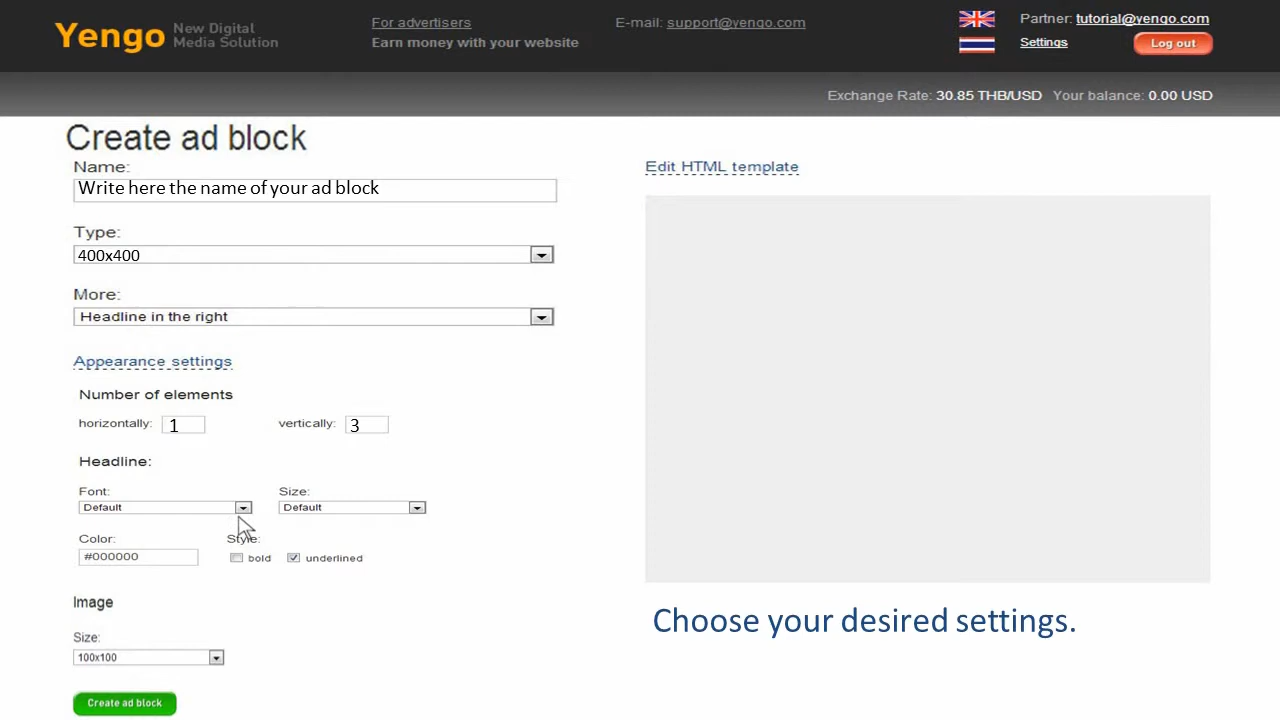 Yengo New Digital
Media Solution
For advertisers
Earn money with your website
E-mail: support@yengo.com
Partner: tutorial@yengo.com
Settings
Log out
Exchange Rate: 30.85 THB/USD Your balance: 0.00 USD
Create ad block
Name:
Write here the name of your ad block
Type:
400x400
More:
Headline in the right
Appearance settings
Number of elements
horizontally: 1 vertically: 3
Headline:
Font: Size:
Default Default
Color: Style:
#000000 bold underlined
Image
Size:
100x100
Create ad block
Edit HTML template
Choose your desired settings.